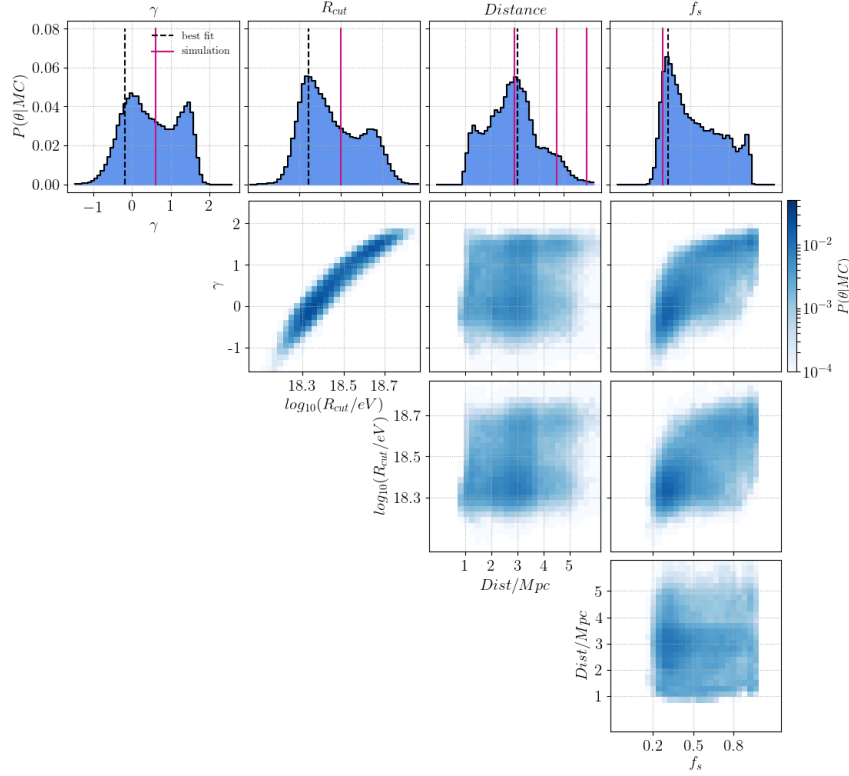 γ
R_cut
Distance
f_s
0.08
0.06
0.04
0.02
0.00
P(θ|MC)
best fit
simulation
−1 0 1 2
γ
2
1
0
-1
γ
18.3 18.5 18.7
log10(R_cut/eV)
10−2
10−3
10−4
P(θ|MC)
18.7
18.5
18.3
log10(R_cut/eV)
1 2 3 4 5
Dist/Mpc
5
4
3
2
1
Dist/Mpc
0.2 0.5 0.8
f_s